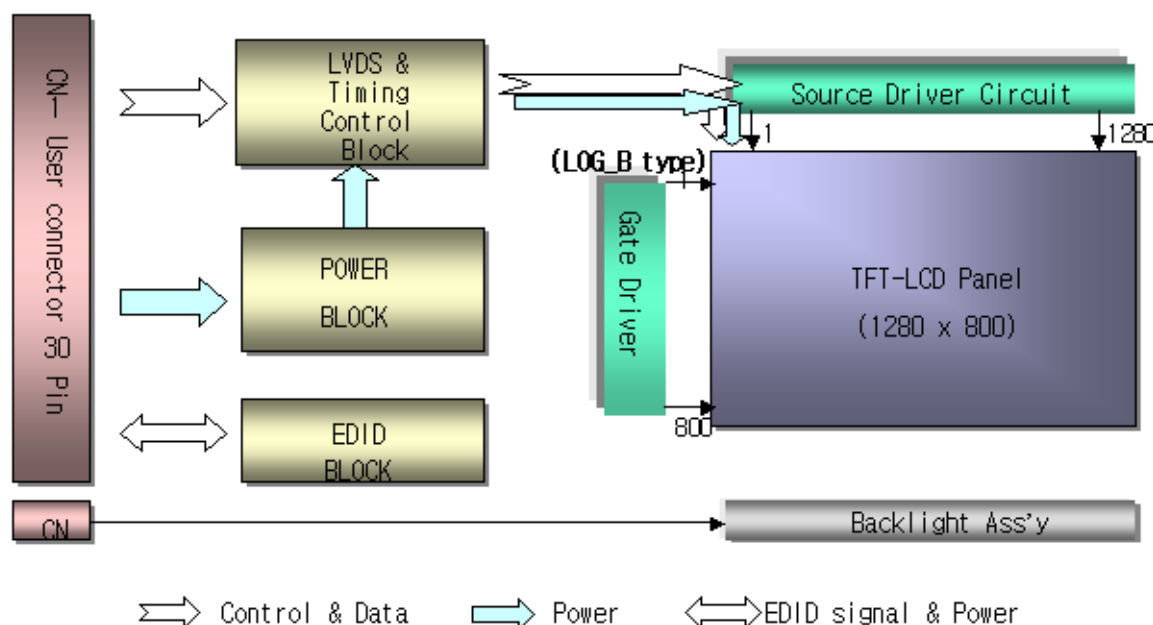 CN- User connector 30 Pin
LVDS &
Timing
Control
Block
Source Driver Circuit
1
1280
(LOG_B type)
1
Gate Driver
TFT-LCD Panel
(1280 x 800)
800
POWER
BLOCK
EDID
BLOCK
CN
Backlight Ass'y
Control & Data
Power
EDID signal & Power